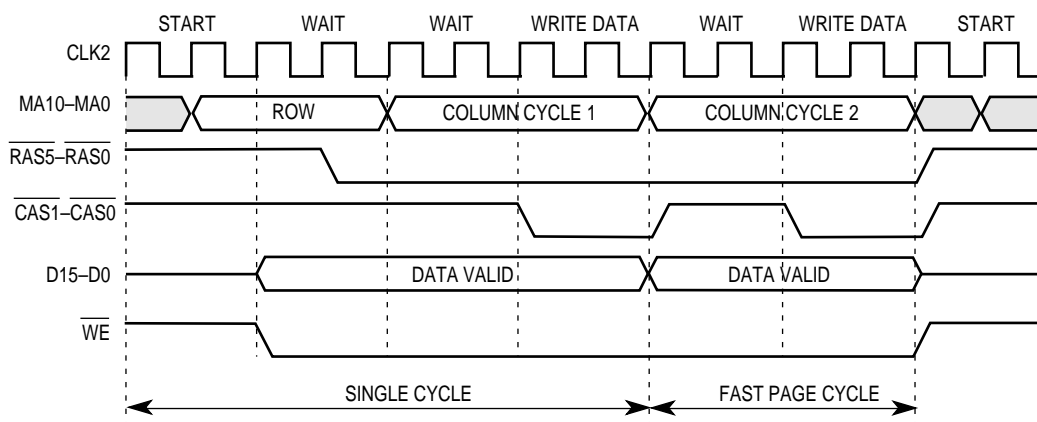 START WAIT WAIT WRITE DATA WAIT WRITE DATA START
CLK2
MA10–MA0 ROW COLUMN CYCLE 1 COLUMN CYCLE 2
RAS5–RAS0
CAS1–CAS0
D15–D0 DATA VALID DATA VALID
WE
SINGLE CYCLE FAST PAGE CYCLE